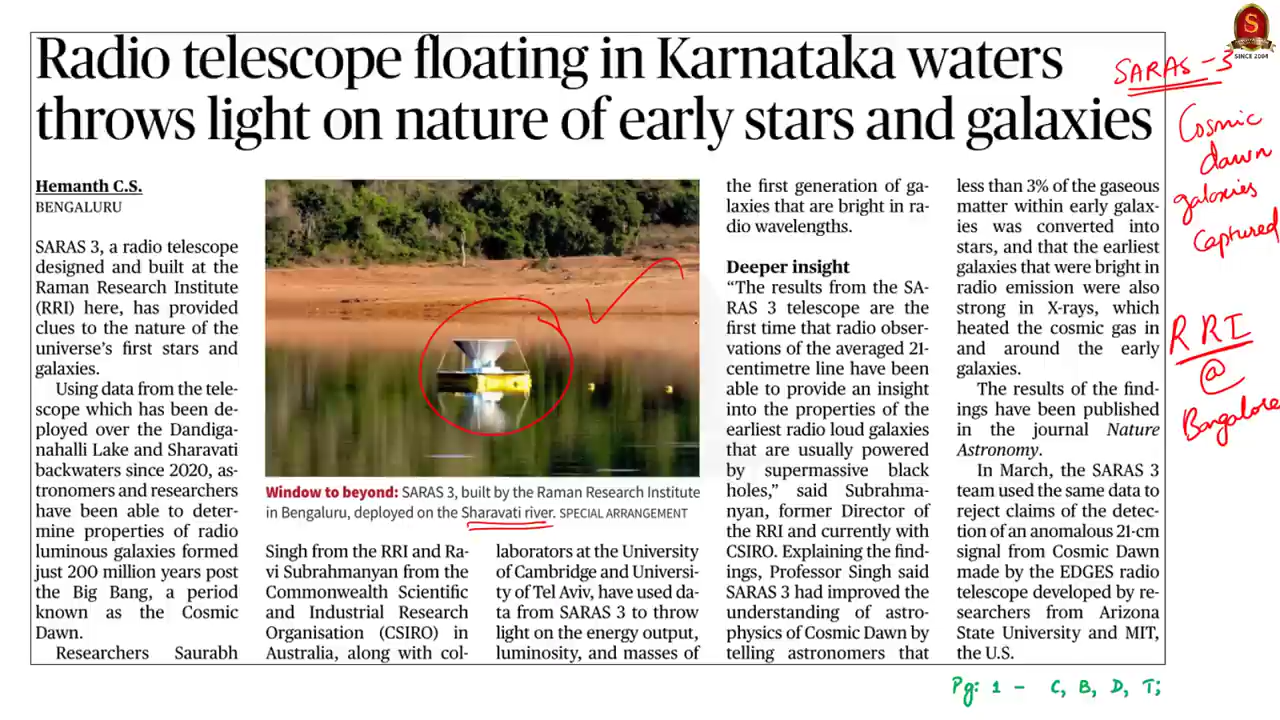 Radio telescope floating in Karnataka waters
throws light on nature of early stars and galaxies
Hemanth C.S.
BENGALURU
SARAS 3, a radio telescope
designed and built at the
Raman Research Institute
(RRI) here, has provided
clues to the nature of the
universe's first stars and
galaxies.
Using data from the tele-
scope which has been de-
ployed over the Dandiga-
nahalli Lake and Sharavati
backwaters since 2020, as-
tronomers and researchers
have been able to deter-
mine properties of radio
luminous galaxies formed
just 200 million years post
the Big Bang, a period
known as the Cosmic
Dawn.
Researchers Saurabh
Window to beyond: SARAS 3, built by the Raman Research Institute
in Bengaluru, deployed on the Sharavati river. SPECIAL ARRANGEMENT
Singh from the RRI and Ra-
vi Subrahmanyan from the
Commonwealth Scientific
and Industrial Research
Organisation (CSIRO) in
Australia, along with col-
laborators at the University
of Cambridge and Universi-
ty of Tel Aviv, have used da-
ta from SARAS 3 to throw
light on the energy output,
luminosity, and masses of
the first generation of ga-
laxies that are bright in ra-
dio wavelengths.
Deeper insight
“The results from the SA-
RAS 3 telescope are the
first time that radio obser-
vations of the averaged 21-
centimetre line have been
able to provide an insight
into the properties of the
earliest radio loud galaxies
that are usually powered
by supermassive black
holes,” said Subrahma-
nyan, former Director of
the RRI and currently with
CSIRO. Explaining the find-
ings, Professor Singh said
SARAS 3 had improved the
understanding of astro-
physics of Cosmic Dawn by
telling astronomers that
less than 3% of the gaseous
matter within early galax-
ies was converted into
stars, and that the earliest
galaxies that were bright in
radio emission were also
strong in X-rays, which
heated the cosmic gas in
and around the early
galaxies.
The results of the find-
ings have been published
in the journal Nature
Astronomy.
In March, the SARAS 3
team used the same data to
reject claims of the detec-
tion of an anomalous 21-cm
signal from Cosmic Dawn
made by the EDGES radio
telescope developed by re-
searchers from Arizona
State University and MIT,
the U.S.
S
SINCE 2004
SARAS - 3
Cosmic
dawn
galaxies
Captured
RRI
@
Bangalore
Pg: 1 - C, B, D, T;